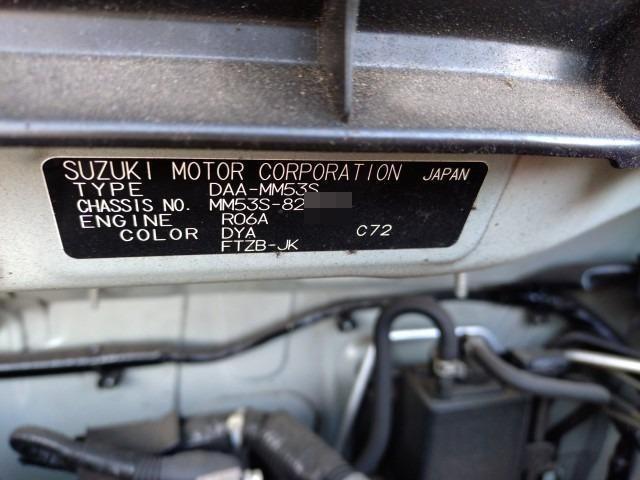 SUZUKI MOTOR CORPORATION JAPAN
TYPE DAA-MM53S
CHASSIS NO. MM53S-82
ENGINE R06A
COLOR DYA C72
FTZB-JK